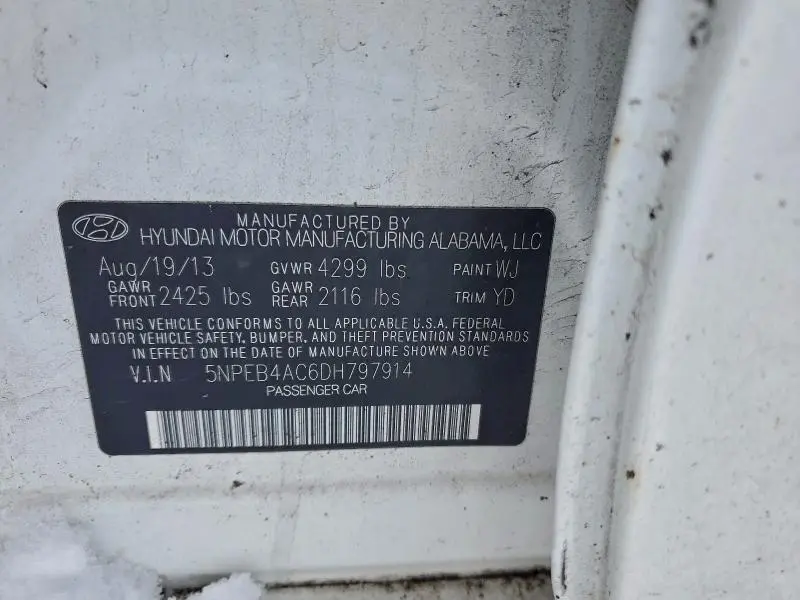 MANUFACTURED BY
HYUNDAI MOTOR MANUFACTURING ALABAMA, LLC
Aug/19/13 GVWR 4299 lbs PAINT WJ
GAWR FRONT 2425 lbs GAWR REAR 2116 lbs TRIM YD
THIS VEHICLE CONFORMS TO ALL APPLICABLE U.S.A. FEDERAL
MOTOR VEHICLE SAFETY, BUMPER, AND THEFT PREVENTION STANDARDS
IN EFFECT ON THE DATE OF MANUFACTURE SHOWN ABOVE
V.I.N 5NPEB4AC6DH797914
PASSENGER CAR